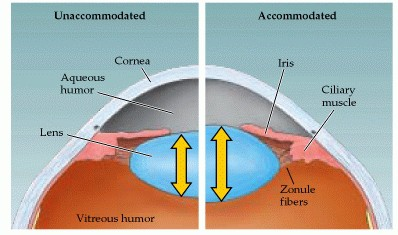 Unaccommodated
Accommodated
Cornea
Aqueous
humor
Lens
Vitreous humor
Iris
Ciliary
muscle
Zonule
fibers